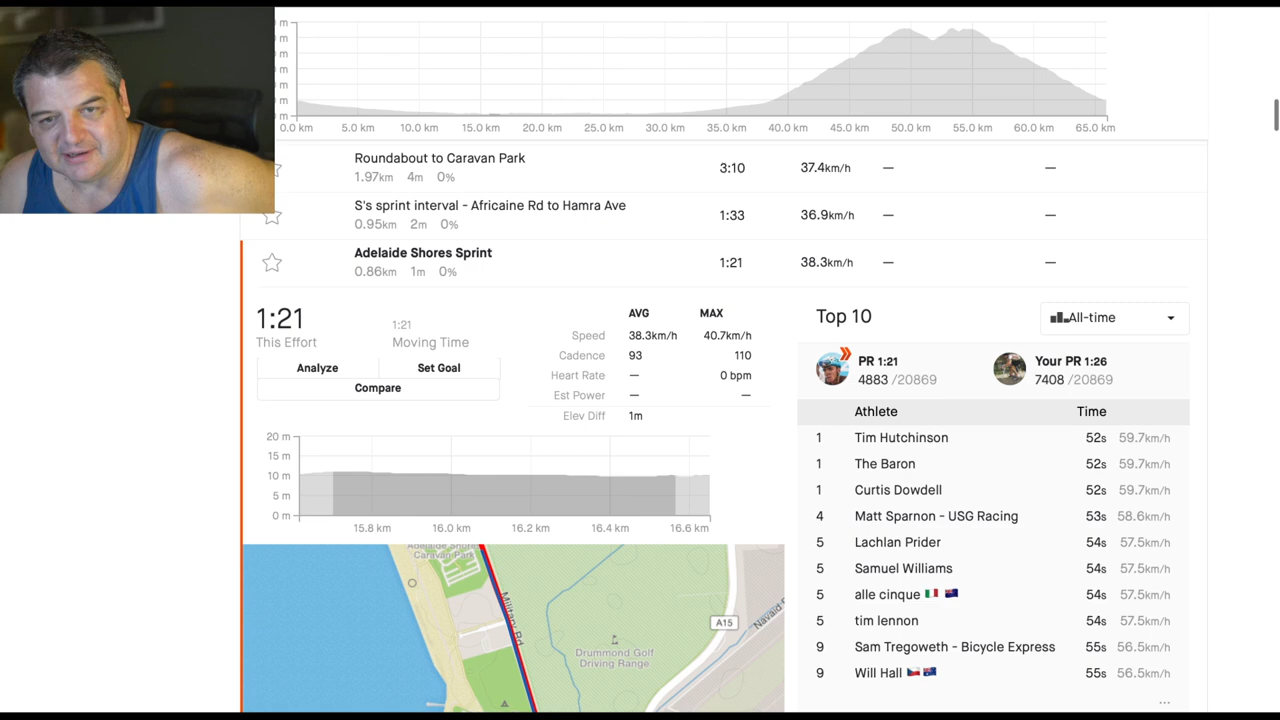 m
m
m
m
m
m
m
0.0 km 5.0 km 10.0 km 15.0 km 20.0 km 25.0 km 30.0 km 35.0 km 40.0 km 45.0 km 50.0 km 55.0 km 60.0 km 65.0 km
Roundabout to Caravan Park
1.97km 4m 0%
3:10 37.4km/h — —
S's sprint interval - Africaine Rd to Hamra Ave
0.95km 2m 0%
1:33 36.9km/h — —
Adelaide Shores Sprint
0.86km 1m 0%
1:21 38.3km/h — —
1:21
This Effort
1:21
Moving Time
Analyze Set Goal
Compare
AVG MAX
Speed 38.3km/h 40.7km/h
Cadence 93 110
Heart Rate — 0 bpm
Est Power — —
Elev Diff 1m
20 m
15 m
10 m
5 m
0 m
15.8 km 16.0 km 16.2 km 16.4 km 16.6 km
Adelaide Shores
Caravan Park
Military Rd
A15
Drummond Golf
Driving Range
Top 10
All-time
PR 1:21
4883 /20869
Your PR 1:26
7408 /20869
Athlete Time
1 Tim Hutchinson 52s 59.7km/h
1 The Baron 52s 59.7km/h
1 Curtis Dowdell 52s 59.7km/h
4 Matt Sparnon - USG Racing 53s 58.6km/h
5 Lachlan Prider 54s 57.5km/h
5 Samuel Williams 54s 57.5km/h
5 alle cinque 54s 57.5km/h
5 tim lennon 54s 57.5km/h
9 Sam Tregoweth - Bicycle Express 55s 56.5km/h
9 Will Hall 55s 56.5km/h
...